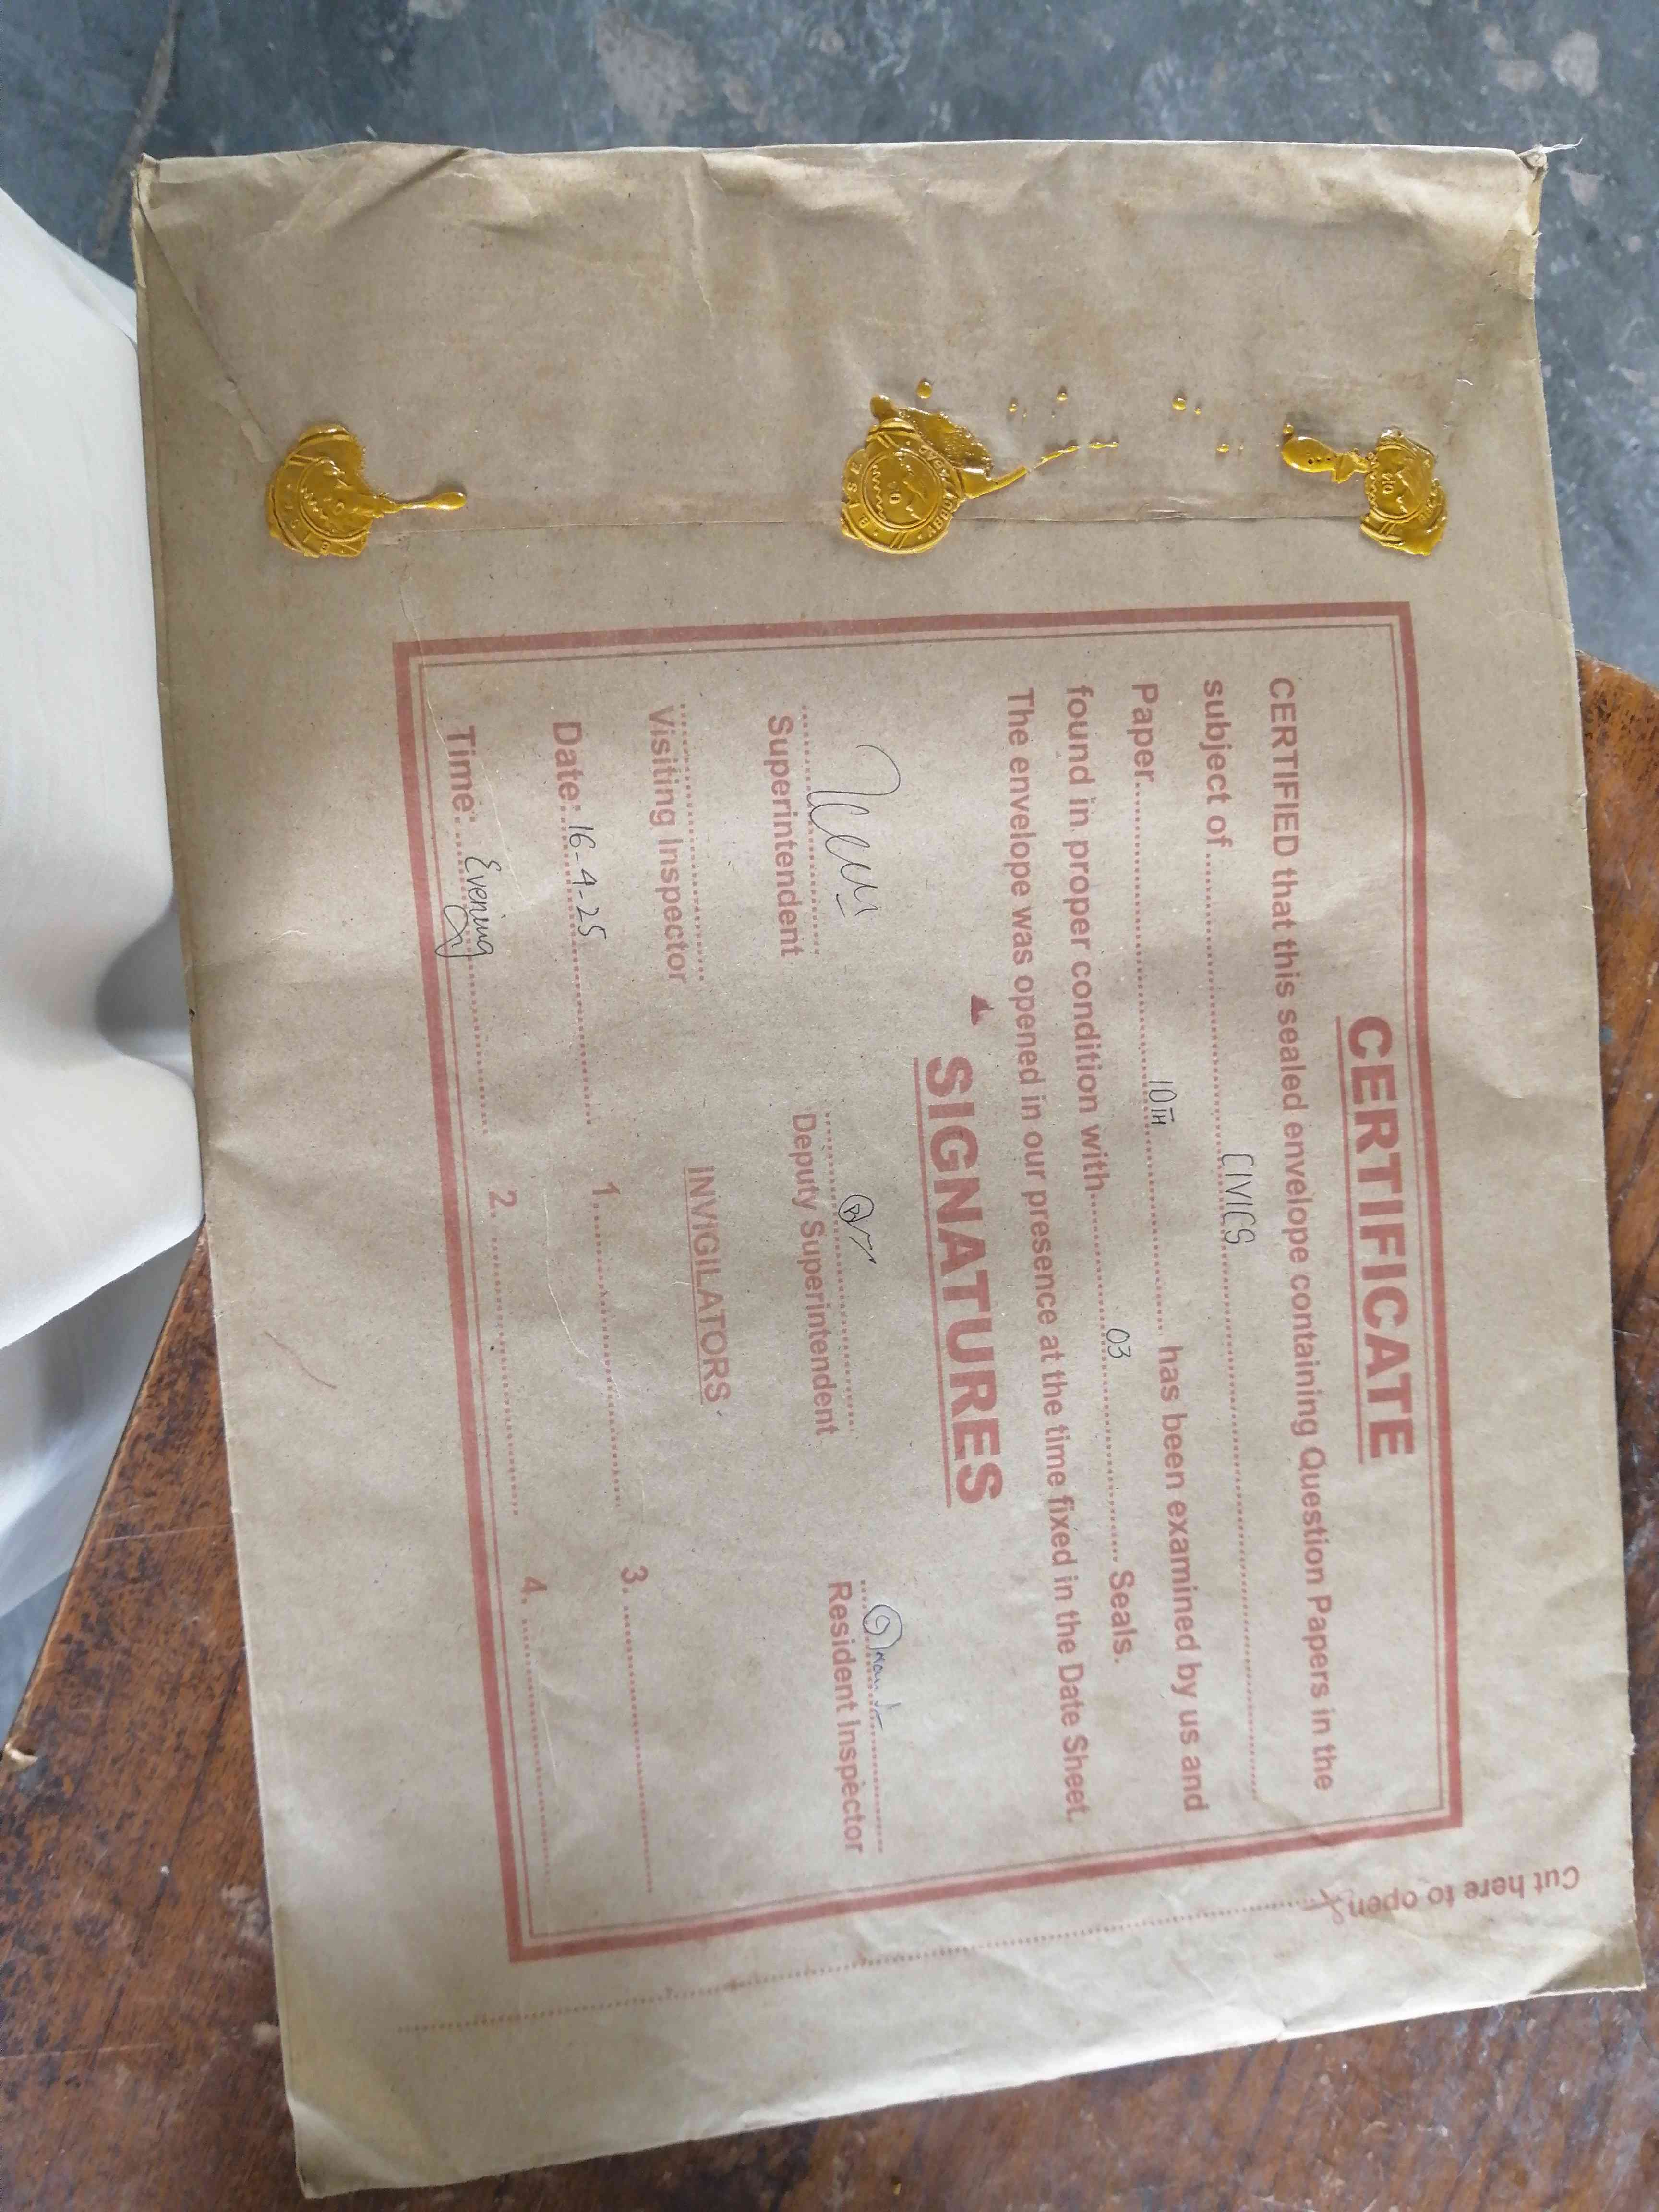 CERTIFICATE
CERTIFIED that this sealed envelope containing Question Papers in the
subject of ........ CIVICS ........
Paper ........ 10TH ........ has been examined by us and
found in proper condition with ........ 03 ........ Seals.
The envelope was opened in our presence at the time fixed in the Date Sheet.
SIGNATURES
Superintendent Deputy Superintendent Resident Inspector
Visiting Inspector INVIGILATORS
Date: 16-4-25 1. ........ 3. ........
Time: Evening 2. ........ 4. ........
Cut here to open